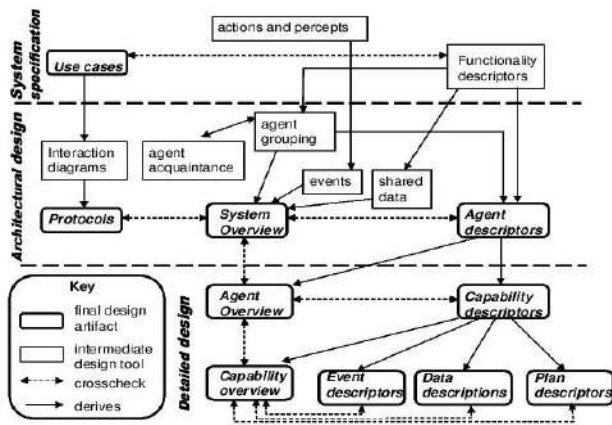 System
specification
actions and percepts
Use cases
Functionality
descriptors
Architectural design
Interaction
diagrams
agent
acquaintance
agent
grouping
events
shared
data
Protocols
System
Overview
Agent
descriptors
Key
final design
artifact
intermediate
design tool
crosscheck
derives
Detailed design
Agent Overview
Capability
descriptors
Capability
overview
Event
descriptors
Data
descriptions
Plan
descriptors